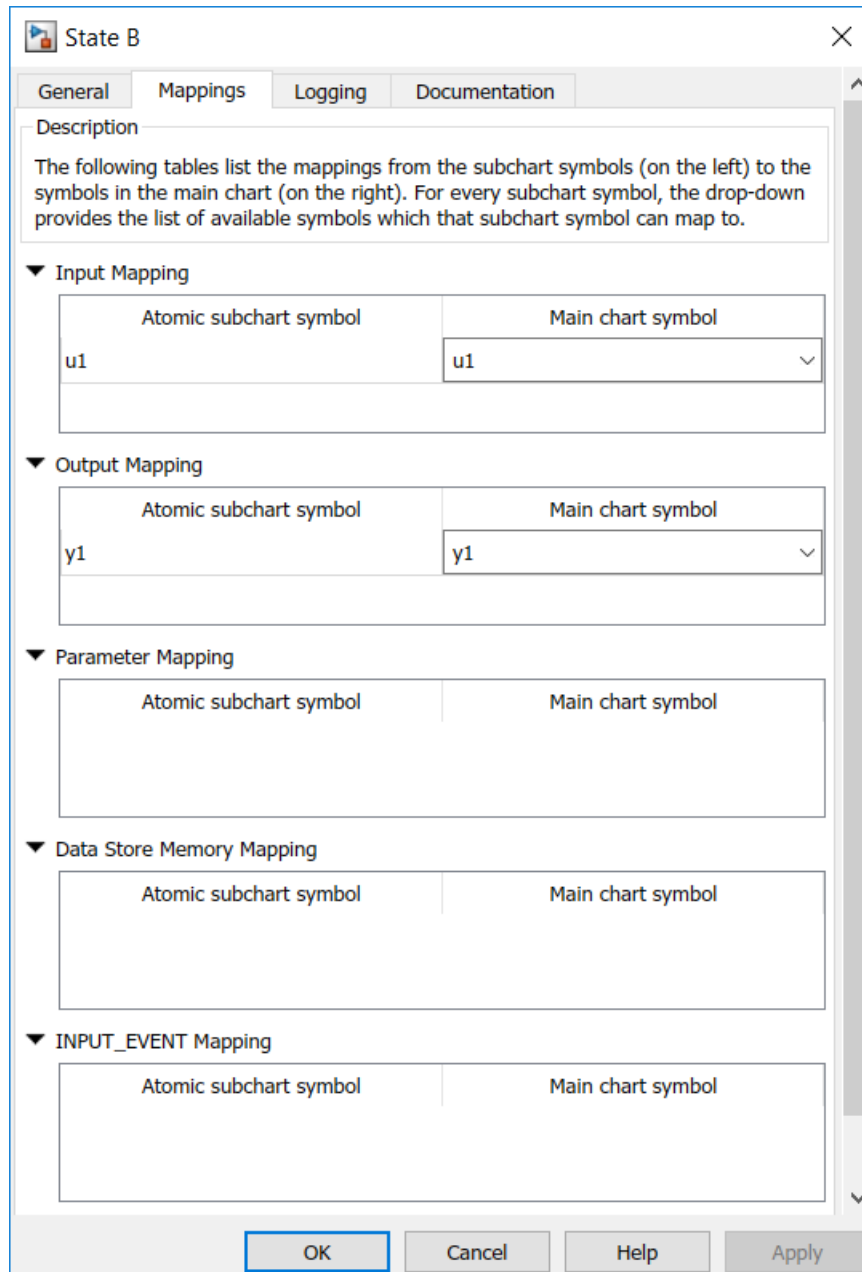 State B
General Mappings Logging Documentation
Description
The following tables list the mappings from the subchart symbols (on the left) to the
symbols in the main chart (on the right). For every subchart symbol, the drop-down
provides the list of available symbols which that subchart symbol can map to.
Input Mapping
Atomic subchart symbol Main chart symbol
u1 u1
Output Mapping
Atomic subchart symbol Main chart symbol
y1 y1
Parameter Mapping
Atomic subchart symbol Main chart symbol
Data Store Memory Mapping
Atomic subchart symbol Main chart symbol
INPUT_EVENT Mapping
Atomic subchart symbol Main chart symbol
OK Cancel Help Apply